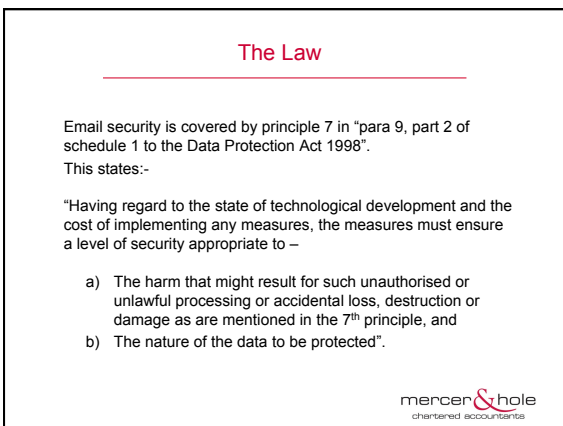 The Law
Email security is covered by principle 7 in “para 9, part 2 of
schedule 1 to the Data Protection Act 1998”.
This states:-
“Having regard to the state of technological development and the
cost of implementing any measures, the measures must ensure
a level of security appropriate to –
a) The harm that might result for such unauthorised or
unlawful processing or accidental loss, destruction or
damage as are mentioned in the 7th principle, and
b) The nature of the data to be protected”.
mercer&hole
chartered accountants